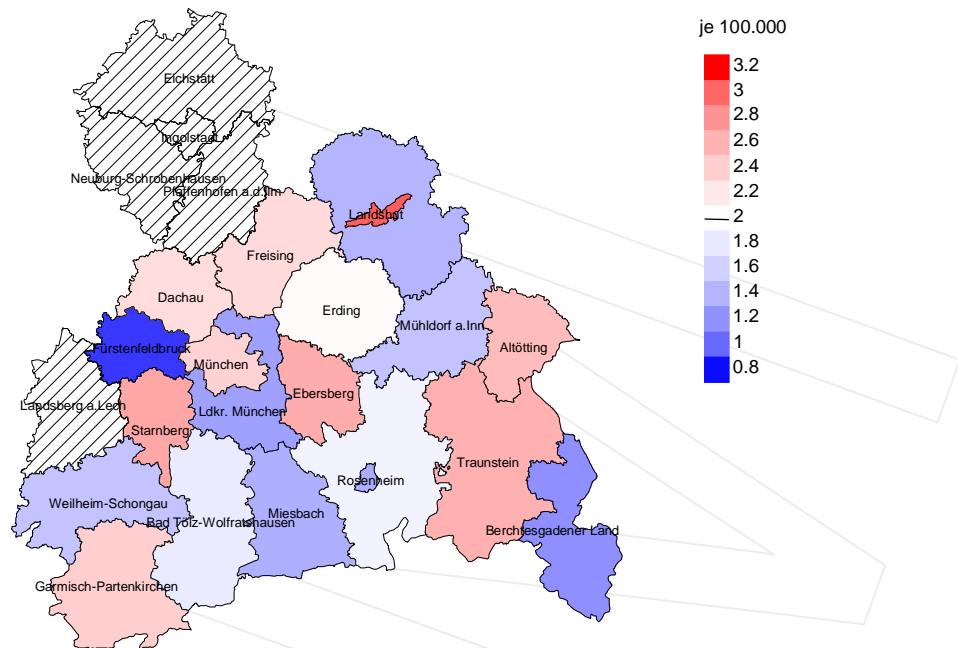 je 100.000
3.2
3
2.8
2.6
2.4
2.2
2
1.8
1.6
1.4
1.2
1
0.8
Eichstätt
Ingolstadt
Neuburg-Schrobenhausen
Pfaffenhofen a.d.Ilm
Landshut
Freising
Dachau
Erding
Mühldorf a.Inn
Fürstenfeldbruck
München
Altötting
Ebersberg
Landsberg a.Lech
Ldkr. München
Starnberg
Traunstein
Rosenheim
Weilheim-Schongau
Miesbach
Bad Tölz-Wolfratshausen
Berchtesgadener Land
Garmisch-Partenkirchen